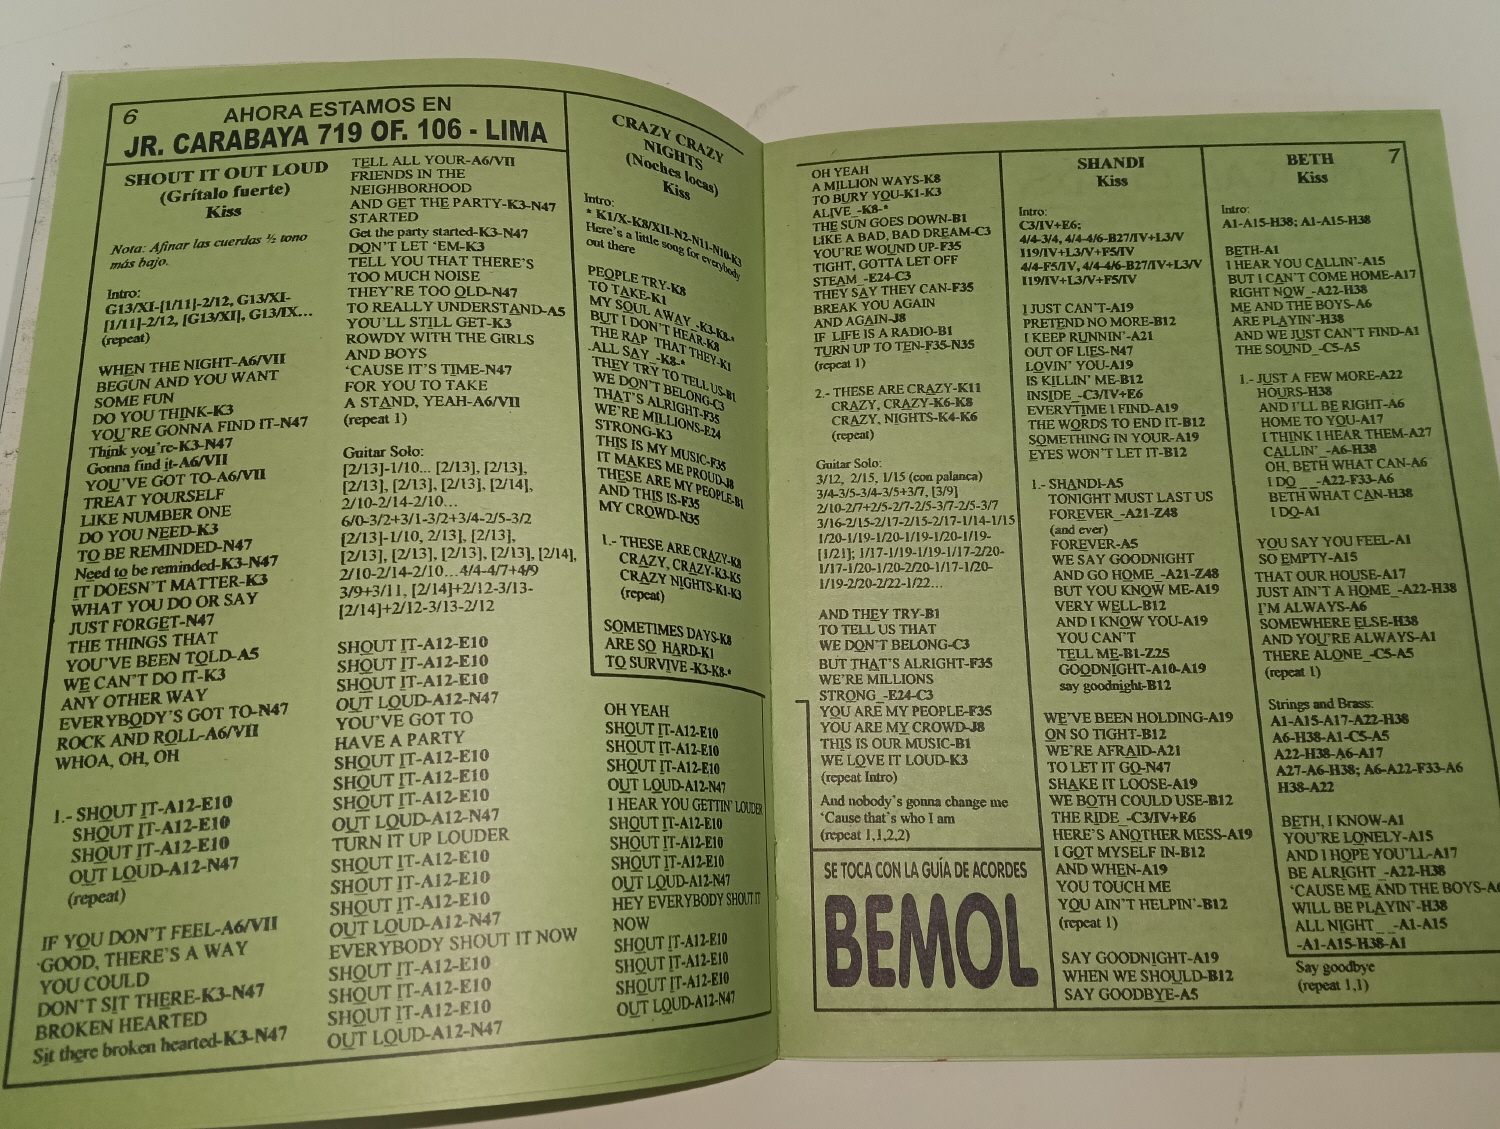 6
AHORA ESTAMOS EN
JR. CARABAYA 719 OF. 106 - LIMA
SHOUT IT OUT LOUD
(Grítalo fuerte)
Kiss
Nota: Afinar las cuerdas ½ tono
más bajo.
Intro:
G13/XI-[1/11]-2/12, G13/XI-
[1/11]-2/12, [G13/XI], G13/IX...
(repeat)
WHEN THE NIGHT-A6/VII
BEGUN AND YOU WANT
SOME FUN
DO YOU THINK-K3
YOU'RE GONNA FIND IT-N47
Think you're-K3-N47
Gonna find it-A6/VII
YOU'VE GOT TO-A6/VII
TREAT YOURSELF
LIKE NUMBER ONE
DO YOU NEED-K3
TO BE REMINDED-N47
Need to be reminded-K3-N47
IT DOESN'T MATTER-K3
WHAT YOU DO OR SAY
JUST FORGET-N47
THE THINGS THAT
YOU'VE BEEN TOLD-A5
WE CAN'T DO IT-K3
ANY OTHER WAY
EVERYBODY'S GOT TO-N47
ROCK AND ROLL-A6/VII
WHOA, OH, OH
1.- SHOUT IT-A12-E10
SHOUT IT-A12-E10
SHOUT IT-A12-E10
OUT LOUD-A12-N47
(repeat)
IF YOU DON'T FEEL-A6/VII
GOOD, THERE'S A WAY
YOU COULD
DON'T SIT THERE-K3-N47
BROKEN HEARTED
Sit there broken hearted-K3-N47
TELL ALL YOUR-A6/VII
FRIENDS IN THE
NEIGHBORHOOD
AND GET THE PARTY-K3-N47
STARTED
Get the party started-K3-N47
DON'T LET 'EM-K3
TELL YOU THAT THERE'S
TOO MUCH NOISE
THEY'RE TOO OLD-N47
TO REALLY UNDERSTAND-A5
YOU'LL STILL GET-K3
ROWDY WITH THE GIRLS
AND BOYS
'CAUSE IT'S TIME-N47
FOR YOU TO TAKE
A STAND, YEAH-A6/VII
(repeat 1)
Guitar Solo:
[2/13]-1/10... [2/13], [2/13],
[2/13], [2/13], [2/13], [2/14],
2/10-2/14-2/10...
6/0-3/2+3/1-3/2+3/4-2/5-3/2
[2/13]-1/10, 2/13], [2/13],
[2/13], [2/13], [2/13], [2/13], [2/14],
2/10-2/14-2/10...4/4-4/7+4/9
3/9+3/11, [2/14]+2/12-3/13-
[2/14]+2/12-3/13-2/12
SHOUT IT-A12-E10
SHOUT IT-A12-E10
SHOUT IT-A12-E10
OUT LOUD-A12-N47
YOU'VE GOT TO
HAVE A PARTY
SHOUT IT-A12-E10
SHOUT IT-A12-E10
SHOUT IT-A12-E10
OUT LOUD-A12-N47
TURN IT UP LOUDER
SHOUT IT-A12-E10
SHOUT IT-A12-E10
SHOUT IT-A12-E10
OUT LOUD-A12-N47
EVERYBODY SHOUT IT NOW
SHOUT IT-A12-E10
SHOUT IT-A12-E10
SHOUT IT-A12-E10
OUT LOUD-A12-N47
OH YEAH
SHOUT IT-A12-E10
SHOUT IT-A12-E10
SHOUT IT-A12-E10
OUT LOUD-A12-N47
I HEAR YOU GETTIN' LOUDER
SHOUT IT-A12-E10
SHOUT IT-A12-E10
SHOUT IT-A12-E10
OUT LOUD-A12-N47
HEY EVERYBODY SHOUT IT
NOW
SHOUT IT-A12-E10
SHOUT IT-A12-E10
SHOUT IT-A12-E10
OUT LOUD-A12-N47
CRAZY CRAZY
NIGHTS
(Noches locas)
Kiss
Intro:
* K1/X-K8/XII-N2-N11-N10-K3
Here's a little song for everybody
out there
PEOPLE TRY-K8
TO TAKE-K1
MY SOUL AWAY_-K3-K8-*
BUT I DON'T HEAR-K8
THE RAP THAT THEY-K1
ALL SAY_-K8-*
THEY TRY TO TELL US-B1
WE DON'T BELONG-C3
THAT'S ALRIGHT-F35
WE'RE MILLIONS-E24
STRONG-K3
THIS IS MY MUSIC-F35
IT MAKES ME PROUD-J8
THESE ARE MY PEOPLE-B1
AND THIS IS-F35
MY CROWD-N35
1.- THESE ARE CRAZY-K8
CRAZY, CRAZY-K3-K5
CRAZY NIGHTS-K1-K3
(repeat)
SOMETIMES DAYS-K8
ARE SO HARD-K1
TO SURVIVE_-K3-K8-*
OH YEAH
A MILLION WAYS-K8
TO BURY YOU-K1-K3
ALIVE_-K8-*
THE SUN GOES DOWN-B1
LIKE A BAD, BAD DREAM-C3
YOU'RE WOUND UP-F35
TIGHT, GOTTA LET OFF
STEAM_-E24-C3
THEY SAY THEY CAN-F35
BREAK YOU AGAIN
AND AGAIN-J8
IF LIFE IS A RADIO-B1
TURN UP TO TEN-F35-N35
(repeat 1)
2.- THESE ARE CRAZY-K11
CRAZY, CRAZY-K6-K8
CRAZY, NIGHTS-K4-K6
(repeat)
Guitar Solo:
3/12, 2/15, 1/15 (con palanca)
3/4-3/5-3/4-3/5+3/7, [3/9]
2/10-2/7+2/5-2/7-2/5-3/7-2/5-3/7
3/16-2/15-2/17-2/15-2/17-1/14-1/15
1/20-1/19-1/20-1/19-1/20-1/19-
[1/21]; 1/17-1/19-1/19-1/17-2/20-
1/17-1/20-1/20-2/20-1/17-1/20-
1/19-2/20-2/22-1/22...
AND THEY TRY-B1
TO TELL US THAT
WE DON'T BELONG-C3
BUT THAT'S ALRIGHT-F35
WE'RE MILLIONS
STRONG_-E24-C3
YOU ARE MY PEOPLE-F35
YOU ARE MY CROWD-J8
THIS IS OUR MUSIC-B1
WE LOVE IT LOUD-K3
(repeat Intro)
And nobody's gonna change me
'Cause that's who I am
(repeat 1,1,2,2)
SE TOCA CON LA GUÍA DE ACORDES
BEMOL
SHANDI
Kiss
Intro:
C3/IV+E6;
4/4-3/4, 4/4-4/6-B27/IV+L3/V
I19/IV+L3/V+F5/IV
4/4-F5/IV, 4/4-4/6-B27/IV+L3/V
I19/IV+L3/V+F5/IV
I JUST CAN'T-A19
PRETEND NO MORE-B12
I KEEP RUNNIN'-A21
OUT OF LIES-N47
LOVIN' YOU-A19
IS KILLIN' ME-B12
INSIDE_-C3/IV+E6
EVERYTIME I FIND-A19
THE WORDS TO END IT-B12
SOMETHING IN YOUR-A19
EYES WON'T LET IT-B12
1.- SHANDI-A5
TONIGHT MUST LAST US
FOREVER_-A21-Z48
(and ever)
FOREVER-A5
WE SAY GOODNIGHT
AND GO HOME_-A21-Z48
BUT YOU KNOW ME-A19
VERY WELL-B12
AND I KNOW YOU-A19
YOU CAN'T
TELL ME-B1-Z25
GOODNIGHT-A10-A19
say goodnight-B12
WE'VE BEEN HOLDING-A19
ON SO TIGHT-B12
WE'RE AFRAID-A21
TO LET IT GO-N47
SHAKE IT LOOSE-A19
WE BOTH COULD USE-B12
THE RIDE_-C3/IV+E6
HERE'S ANOTHER MESS-A19
I GOT MYSELF IN-B12
AND WHEN-A19
YOU TOUCH ME
YOU AIN'T HELPIN'-B12
(repeat 1)
SAY GOODNIGHT-A19
WHEN WE SHOULD-B12
SAY GOODBYE-A5
7
BETH
Kiss
Intro:
A1-A15-H38; A1-A15-H38
BETH-A1
I HEAR YOU CALLIN'-A15
BUT I CAN'T COME HOME-A17
RIGHT NOW_-A22-H38
ME AND THE BOYS-A6
ARE PLAYIN'-H38
AND WE JUST CAN'T FIND-A1
THE SOUND_-C5-A5
1.- JUST A FEW MORE-A22
HOURS-H38
AND I'LL BE RIGHT-A6
HOME TO YOU-A17
I THINK I HEAR THEM-A27
CALLIN'_-A6-H38
OH, BETH WHAT CAN-A6
I DO_ _-A22-F33-A6
BETH WHAT CAN-H38
I DO-A1
YOU SAY YOU FEEL-A1
SO EMPTY-A15
THAT OUR HOUSE-A17
JUST AIN'T A HOME_-A22-H38
I'M ALWAYS-A6
SOMEWHERE ELSE-H38
AND YOU'RE ALWAYS-A1
THERE ALONE_-C5-A5
(repeat 1)
Strings and Brass:
A1-A15-A17-A22-H38
A6-H38-A1-C5-A5
A22-H38-A6-A17
A27-A6-H38; A6-A22-F33-A6
H38-A22
BETH, I KNOW-A1
YOU'RE LONELY-A15
AND I HOPE YOU'LL-A17
BE ALRIGHT_-A22-H38
'CAUSE ME AND THE BOYS-A6
WILL BE PLAYIN'-H38
ALL NIGHT_ _-A1-A15
-A1-A15-H38-A1
Say goodbye
(repeat 1,1)